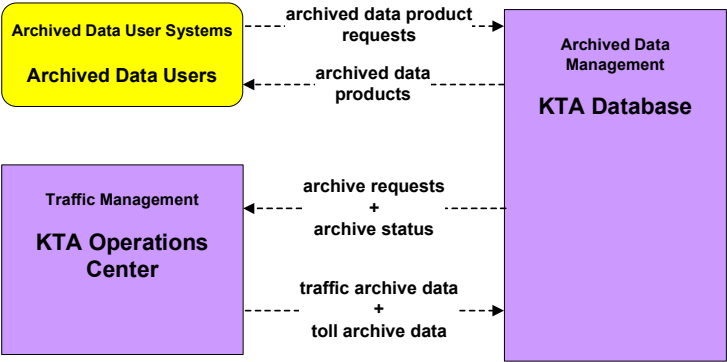 Archived Data User Systems
Archived Data Users
archived data product
requests
archived data
products
Archived Data
Management
KTA Database
Traffic Management
KTA Operations
Center
archive requests
+
archive status
traffic archive data
+
toll archive data